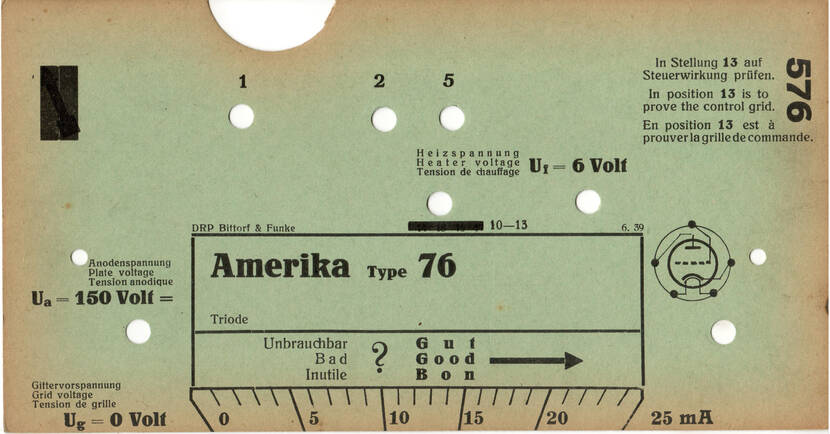 1 2 5
In Stellung 13 auf
Steuerwirkung prüfen.
In position 13 is to
prove the control grid.
En position 13 est à
prouver la grille de commande.
576
Heizspannung
Heater voltage
Tension de chauffage
Uf = 6 Volt
DRP Bittorf & Funke
10—13
6. 39
Anodenspannung
Plate voltage
Tension anodique
Ua = 150 Volt =
Amerika Type 76
Triode
Unbrauchbar
Bad
Inutile
?
Gut
Good
Bon
Gittervorspannung
Grid voltage
Tension de grille
Ug = 0 Volt
0 5 10 15 20 25 mA